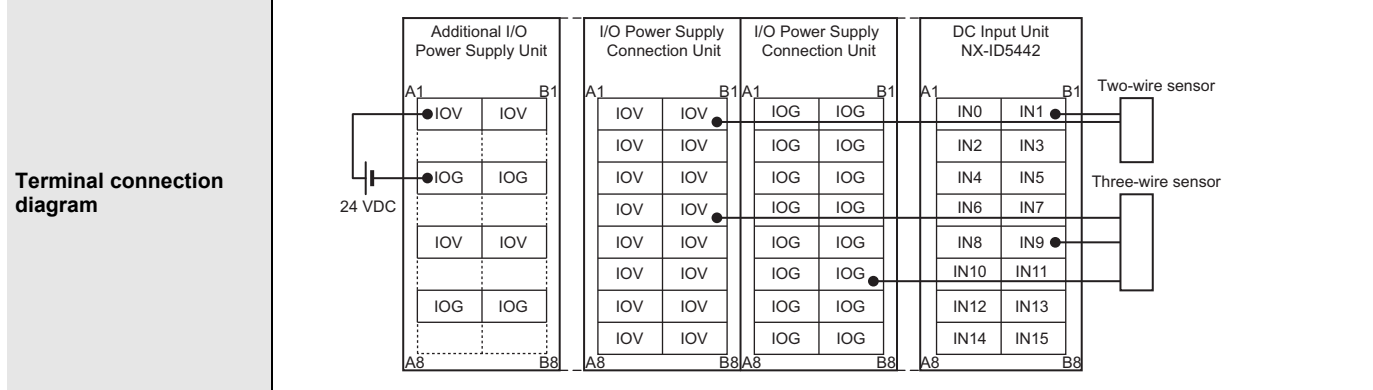 Terminal connection
diagram
Additional I/O
Power Supply Unit
I/O Power Supply
Connection Unit
I/O Power Supply
Connection Unit
DC Input Unit
NX-ID5442
A1 B1 A1 B1 A1 B1 A1 B1
Two-wire sensor
IOV IOV IOV IOV IOG IOG IN0 IN1
IOV IOV IOG IOG IN2 IN3
IOG IOG IOV IOV IOG IOG IN4 IN5
Three-wire sensor
24 VDC
IOV IOV IOG IOG IN6 IN7
IOV IOV IOV IOV IOG IOG IN8 IN9
IOV IOV IOG IOG IN10 IN11
IOG IOG IOV IOV IOG IOG IN12 IN13
IOV IOV IOG IOG IN14 IN15
A8 B8 A8 B8 A8 B8 A8 B8